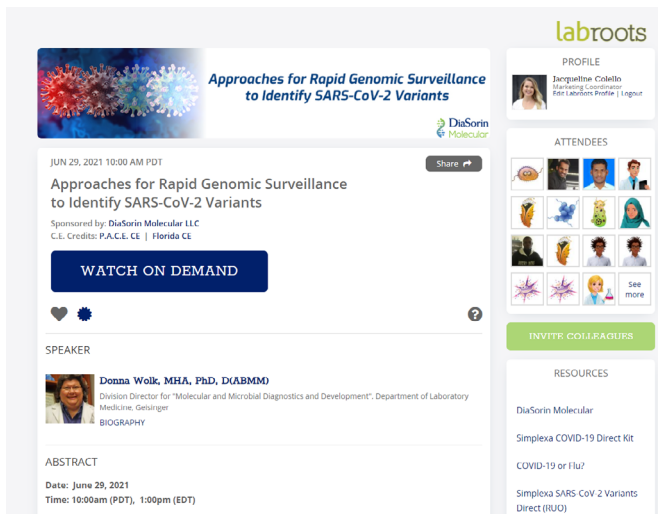 labroots
Approaches for Rapid Genomic Surveillance
to Identify SARS-CoV-2 Variants
DiaSorin
Molecular
JUN 29, 2021 10:00 AM PDT
Share
Approaches for Rapid Genomic Surveillance
to Identify SARS-CoV-2 Variants
Sponsored by: DiaSorin Molecular LLC
C.E. Credits: P.A.C.E. CE | Florida CE
WATCH ON DEMAND
?
SPEAKER
Donna Wolk, MHA, PhD, D(ABMM)
Division Director for "Molecular and Microbial Diagnostics and Development", Department of Laboratory
Medicine, Geisinger
BIOGRAPHY
ABSTRACT
Date: June 29, 2021
Time: 10:00am (PDT), 1:00pm (EDT)
PROFILE
Jacqueline Colello
Marketing Coordinator
Edit Labroots Profile | Logout
ATTENDEES
See
more
INVITE COLLEAGUES
RESOURCES
DiaSorin Molecular
Simplexa COVID-19 Direct Kit
COVID-19 or Flu?
Simplexa SARS-CoV-2 Variants
Direct (RUO)